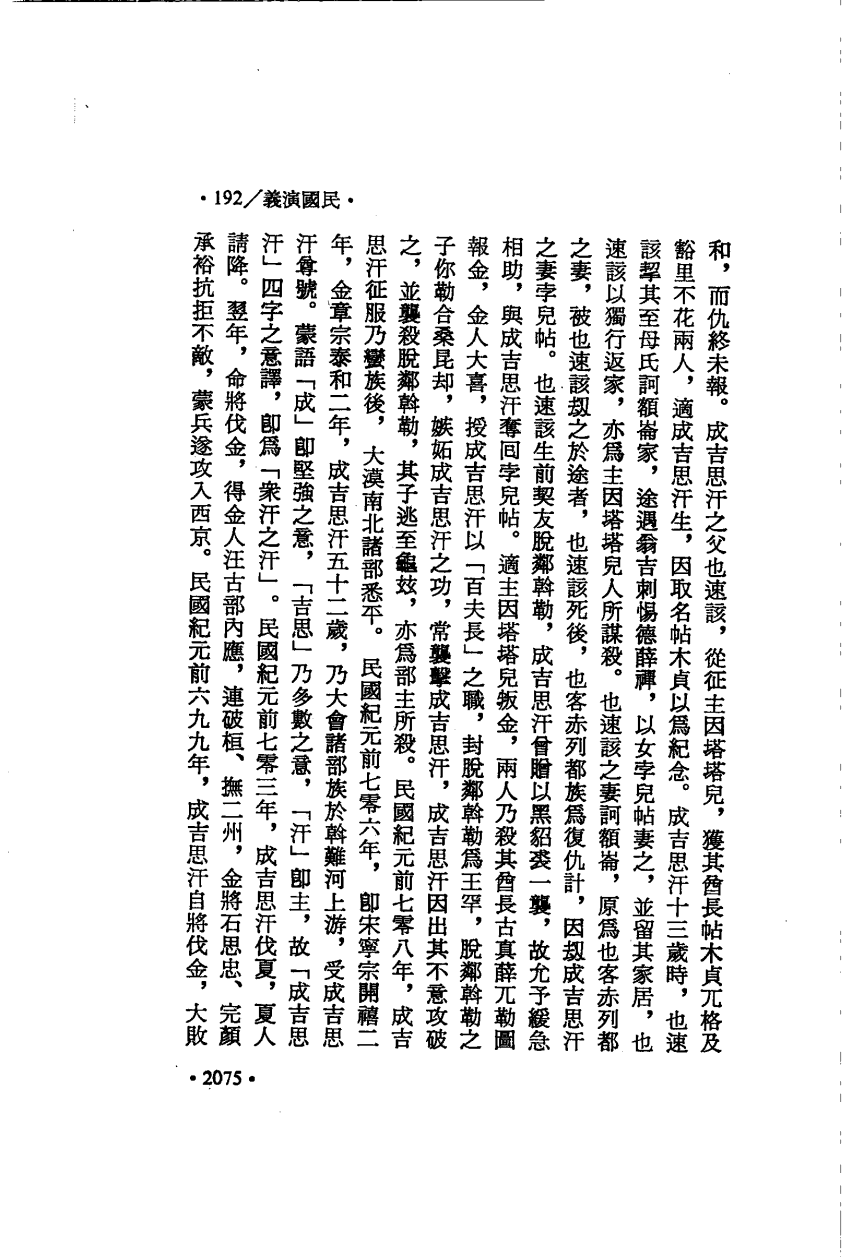 •192／義演國民•
和，而仇終未報。成吉思汗之父也速該，從征主因塔塔兒，獲其酋長帖木貞兀格及
豁里不花兩人，適成吉思汗生，因取名帖木貞以爲紀念。成吉思汗十三歲時，也速
該挈其至母氏訶額崙家，途遇翁吉剌惕德薛禪，以女孛兒帖妻之，並留其家居，也
速該以獨行返家，亦爲主因塔塔兒人所謀殺。也速該之妻訶額崙，原爲也客赤列都
之妻，被也速該刼之於途者，也速該死後，也客赤列都族爲復仇計，因刼成吉思汗
之妻孛兒帖。也速該生前契友脫鄰斡勒，成吉思汗曾贈以黑貂裘一襲，故允予緩急
相助，與成吉思汗奪囘孛兒帖。適主因塔塔兒叛金，兩人乃殺其酋長古真薛兀勒圖
報金，金人大喜，授成吉思汗以「百夫長」之職，封脫鄰斡勒爲王罕，脫鄰斡勒之
子你勒合桑昆却，嫉妬成吉思汗之功，常襲擊成吉思汗，成吉思汗因出其不意攻破
之，並襲殺脫鄰斡勒，其子逃至龜玆，亦爲部主所殺。民國紀元前七零八年，成吉
思汗征服乃蠻族後，大漠南北諸部悉平。民國紀元前七零六年，卽宋寧宗開禧二
年，金章宗泰和二年，成吉思汗五十二歲，乃大會諸部族於斡難河上游，受成吉思
汗尊號。蒙語「成」卽堅強之意，「吉思」乃多數之意，「汗」卽主，故「成吉思
汗」四字之意譯，卽爲「衆汗之汗」。民國紀元前七零三年，成吉思汗伐夏，夏人
請降。翌年，命將伐金，得金人汪古部內應，連破桓、撫二州，金將石思忠、完顏
承裕抗拒不敵，蒙兵遂攻入西京。民國紀元前六九九年，成吉思汗自將伐金，大敗
•2075•